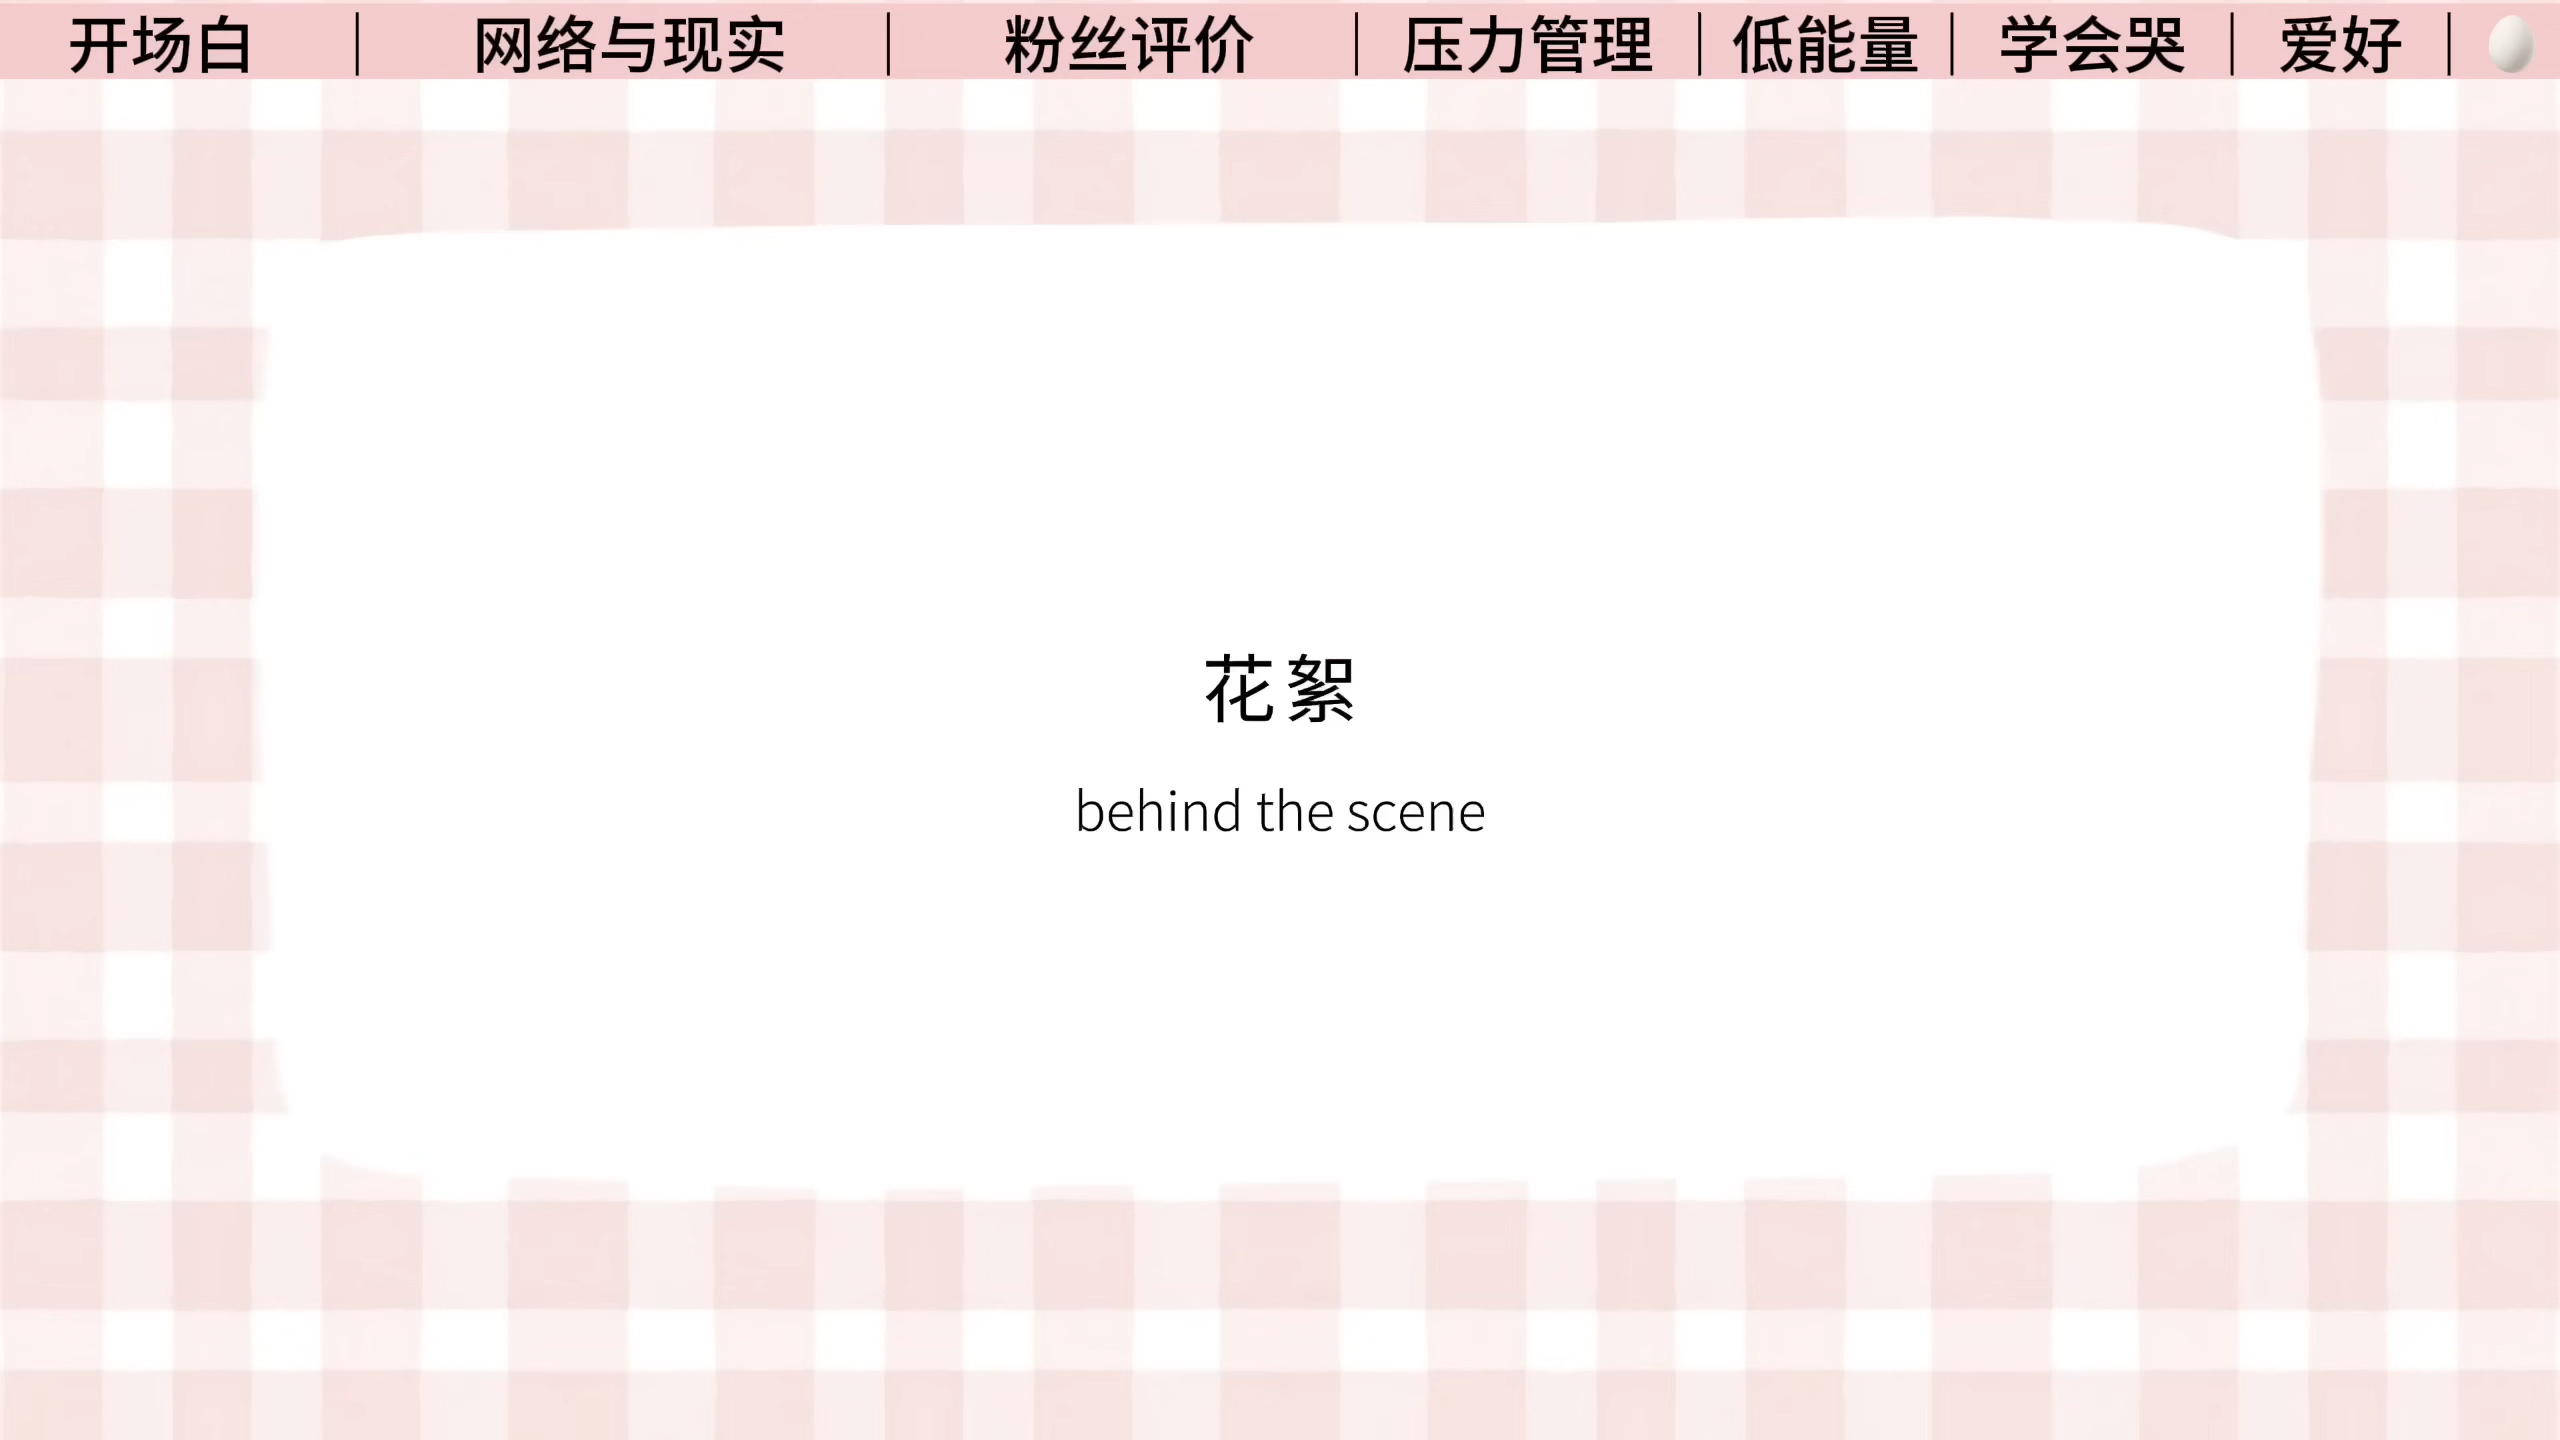 开场白 | 网络与现实 | 粉丝评价 | 压力管理 | 低能量 | 学会哭 | 爱好 |
花絮
behind the scene